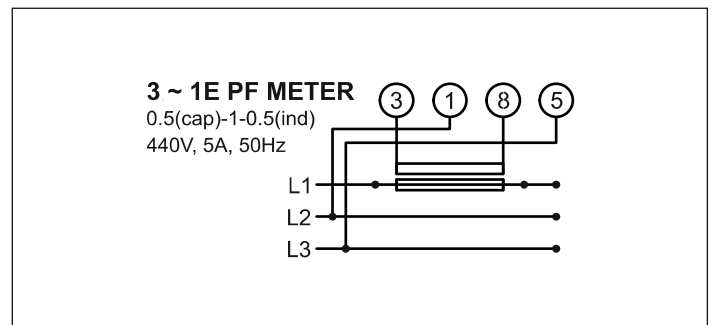 3 ~ 1E PF METER
0.5(cap)-1-0.5(ind)
440V, 5A, 50Hz
3 1 8 5
L1
L2
L3